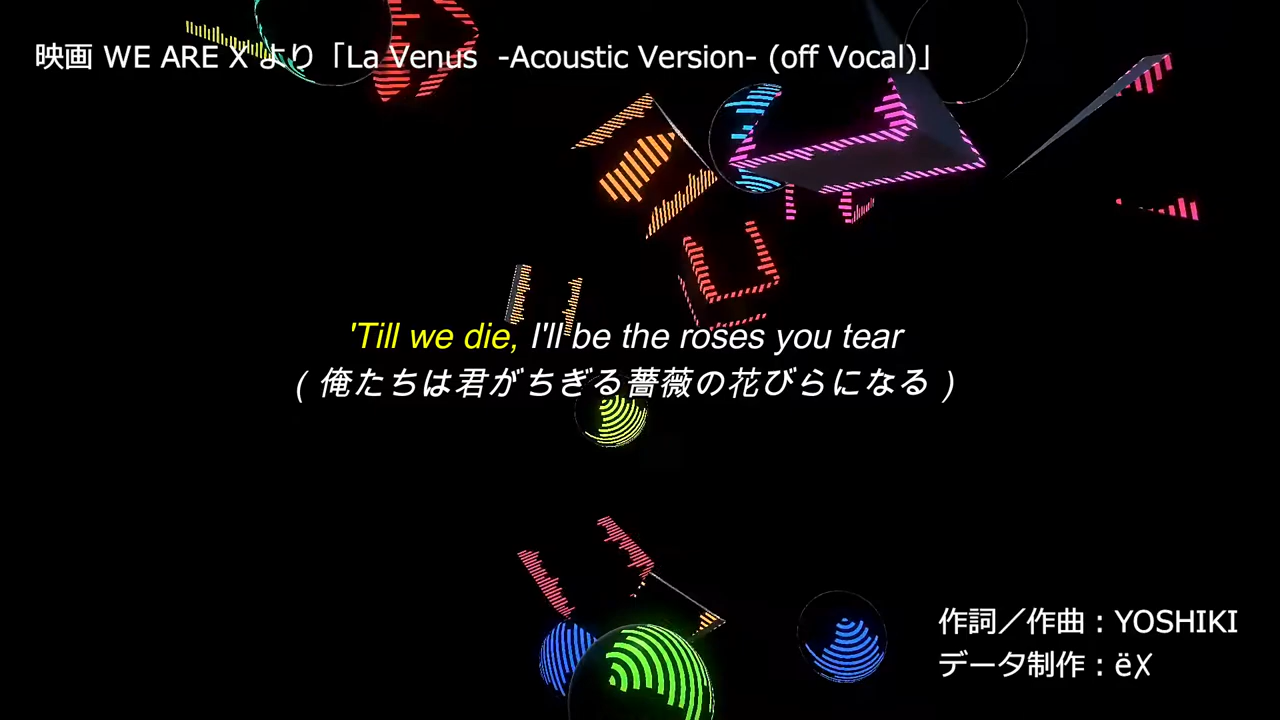 映画 WE ARE X より「La Venus  -Acoustic Version- (off Vocal)」
'Till we die, I'll be the roses you tear
( 俺たちは君がちぎる薔薇の花びらになる )
作詞／作曲：YOSHIKI
データ制作：ëX